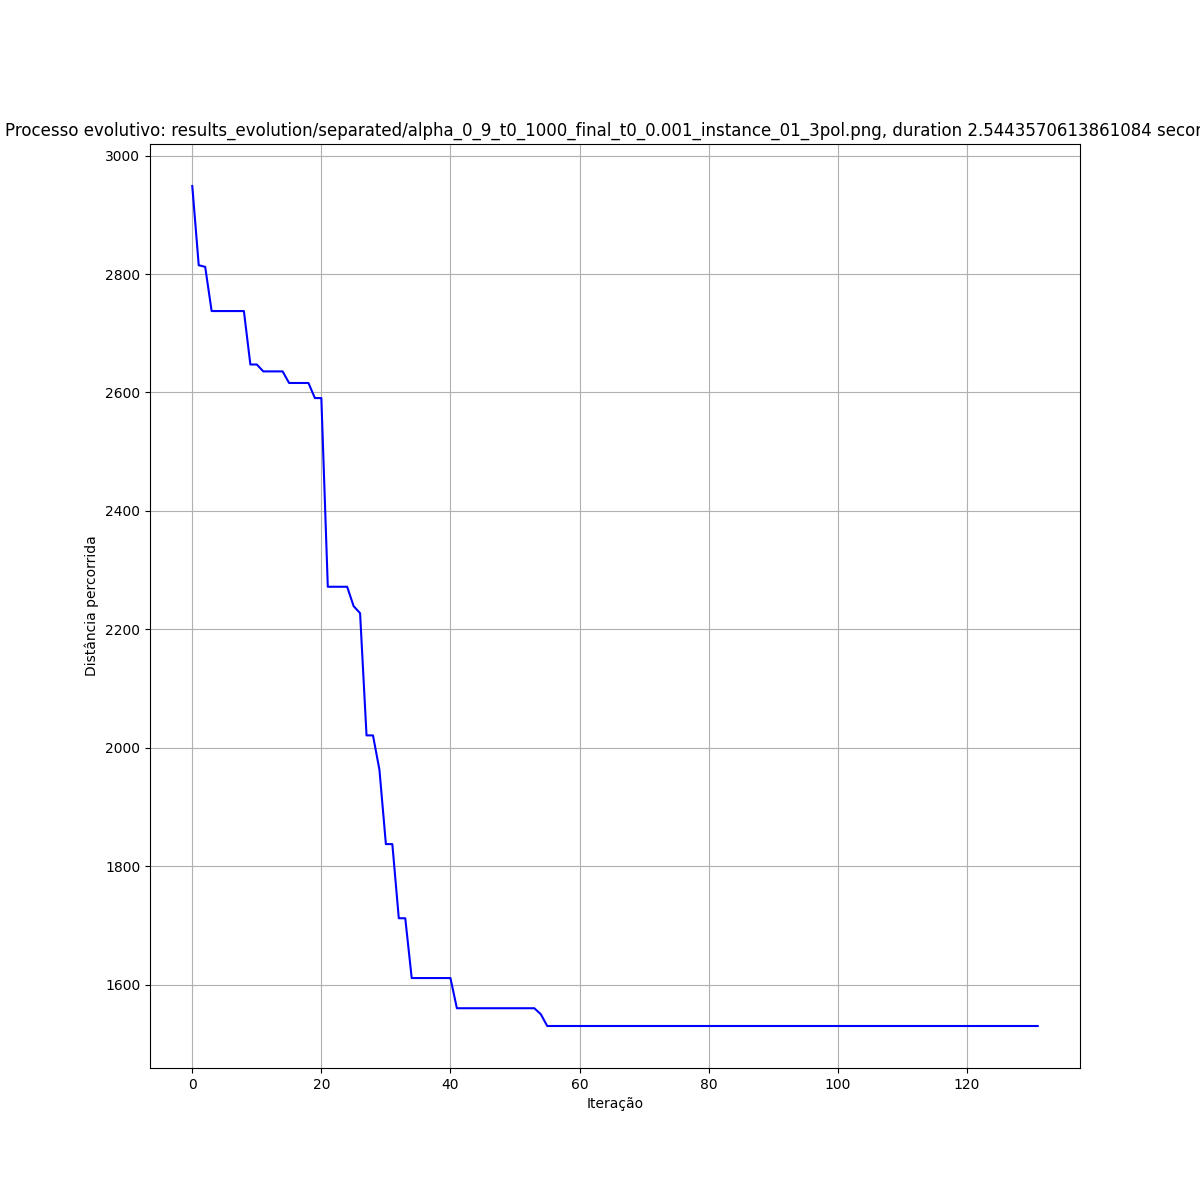 Processo evolutivo: results_evolution/separated/alpha_0_9_t0_1000_final_t0_0.001_instance_01_3pol.png, duration 2.5443570613861084 secon
3000
2800
2600
2400
2200
2000
1800
1600
Distância percorrida
0 20 40 60 80 100 120
Iteração